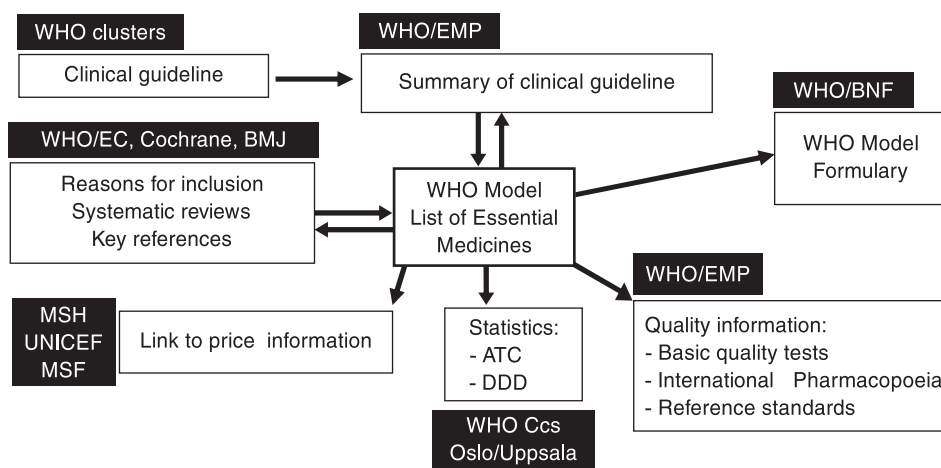 WHO clusters
Clinical guideline
WHO/EMP
Summary of clinical guideline
WHO/BNF
WHO Model
Formulary
WHO/EC, Cochrane, BMJ
Reasons for inclusion
Systematic reviews
Key references
WHO Model
List of Essential
Medicines
MSH
UNICEF
MSF
Link to price information
Statistics:
- ATC
- DDD
WHO Ccs
Oslo/Uppsala
WHO/EMP
Quality information:
- Basic quality tests
- International Pharmacopoeia
- Reference standards